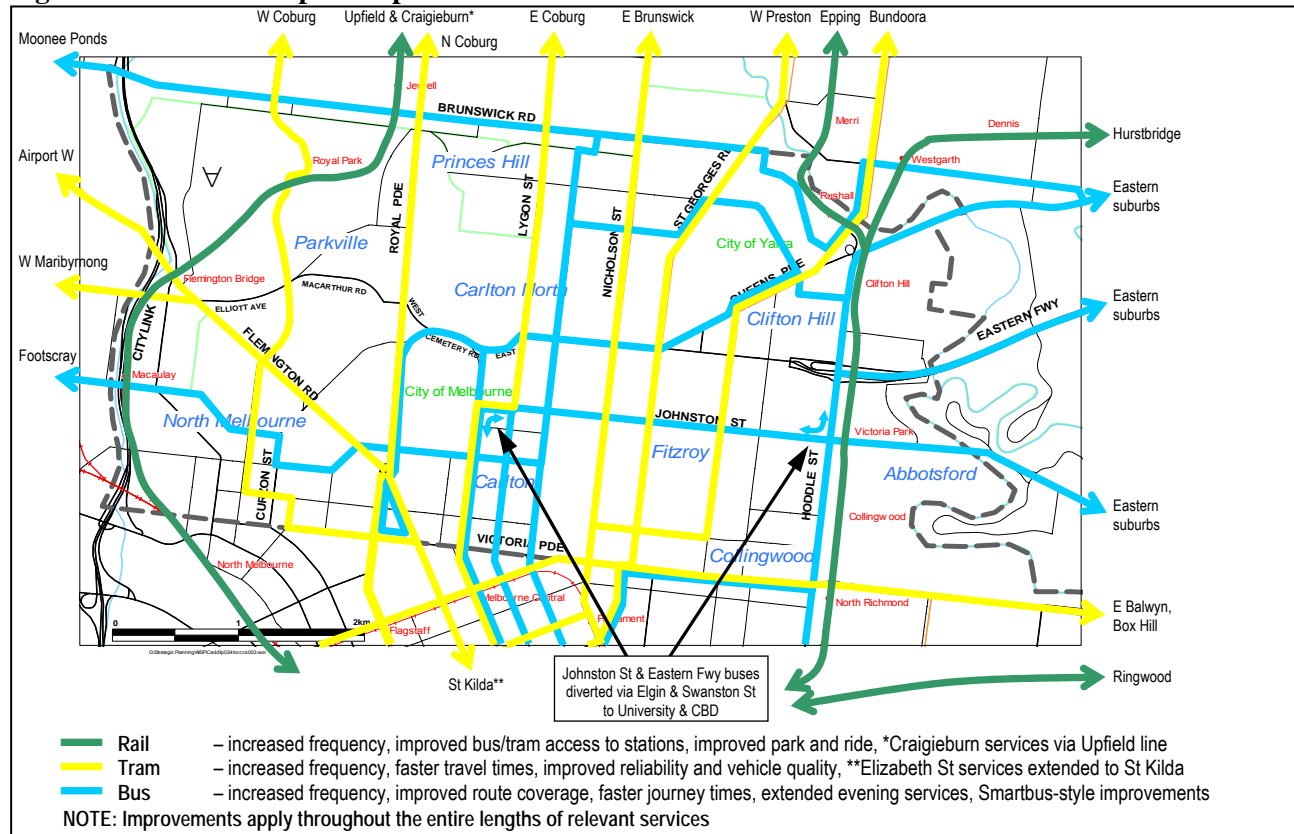 W Coburg
Upfield & Craigieburn*
N Coburg
E Coburg
E Brunswick
W Preston
Epping
Bundoora
Moonee Ponds
Jewell
BRUNSWICK RD
Merri
Dennis
Hurstbridge
Airport W
Royal Park
Princes Hill
Westgarth
ROYAL PDE
LYGON ST
NICHOLSON ST
ST GEORGES RD
Rushall
Eastern
suburbs
Parkville
City of Yarra
W Maribyrnong
Flemington Bridge
MACARTHUR RD
ELLIOTT AVE
Carlton North
QUEENS PDE
Clifton Hill
Clifton Hill
EASTERN FWY
Eastern
suburbs
CITYLINK
WEST
CEMETERY RD
EAST
FLEMINGTON RD
Footscray
Macaulay
City of Melbourne
North Melbourne
JOHNSTON ST
Victoria Park
Fitzroy
Abbotsford
CURZON ST
Carlton
HODDLE ST
Collingwood
Eastern
suburbs
VICTORIA PDE
Collingwood
North Melbourne
Melbourne Central
North Richmond
E Balwyn,
Box Hill
0 1 2km
Flagstaff
Parliament
St Kilda**
Johnston St & Eastern Fwy buses
diverted via Elgin & Swanston St
to University & CBD
Ringwood
Rail – increased frequency, improved bus/tram access to stations, improved park and ride, *Craigieburn services via Upfield line
Tram – increased frequency, faster travel times, improved reliability and vehicle quality, **Elizabeth St services extended to St Kilda
Bus – increased frequency, improved route coverage, faster journey times, extended evening services, Smartbus-style improvements
NOTE: Improvements apply throughout the entire lengths of relevant services